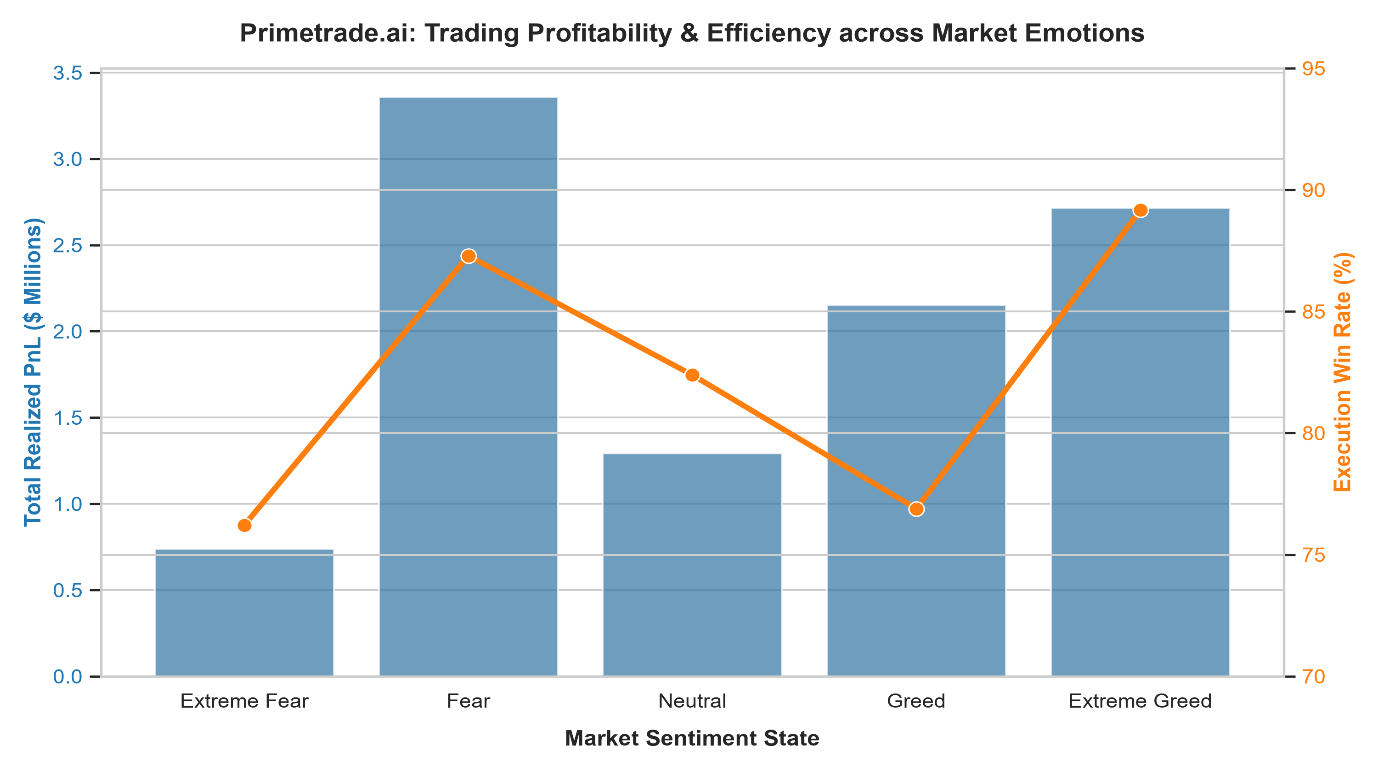 Primetrade.ai: Trading Profitability & Efficiency across Market Emotions
Total Realized PnL ($ Millions)
3.5
3.0
2.5
2.0
1.5
1.0
0.5
0.0
95
90
85
80
75
70
Execution Win Rate (%)
Extreme Fear
Fear
Neutral
Greed
Extreme Greed
Market Sentiment State